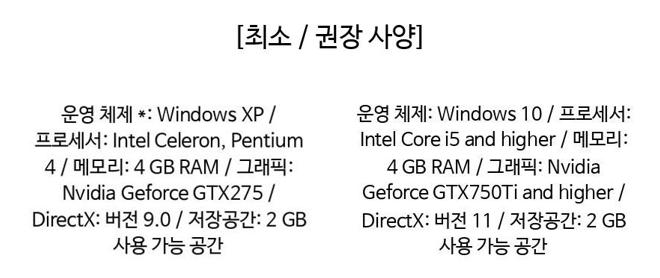 [최소 / 권장 사양]
운영 체제 *: Windows XP /
프로세서: Intel Celeron, Pentium
4 / 메모리: 4 GB RAM / 그래픽:
Nvidia Geforce GTX275 /
DirectX: 버전 9.0 / 저장공간: 2 GB
사용 가능 공간
운영 체제: Windows 10 / 프로세서:
Intel Core i5 and higher / 메모리:
4 GB RAM / 그래픽: Nvidia
Geforce GTX750Ti and higher /
DirectX: 버전 11 / 저장공간: 2 GB
사용 가능 공간